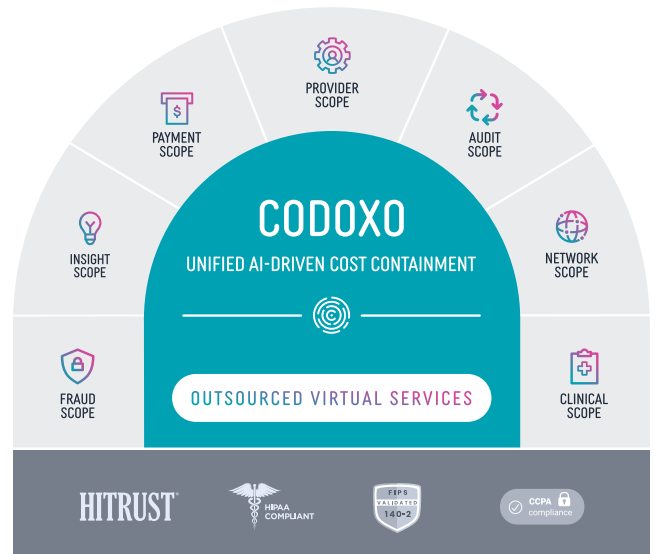 PROVIDER
SCOPE
PAYMENT
SCOPE
$
AUDIT
SCOPE
INSIGHT
SCOPE
CODOXO
UNIFIED AI-DRIVEN COST CONTAINMENT
NETWORK
SCOPE
FRAUD
SCOPE
OUTSOURCED VIRTUAL SERVICES
CLINICAL
SCOPE
HITRUST
HIPAA
COMPLIANT
FIPS
VALIDATED
140-2
CCPA
compliance